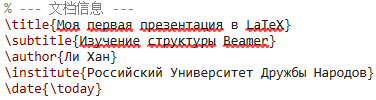 % --- 文档信息 ---
\title{Моя первая презентация в LaTeX}
\subtitle{Изучение структуры Beamer}
\author{Ли Хан}
\institute{Российский Университет Дружбы Народов}
\date{\today}